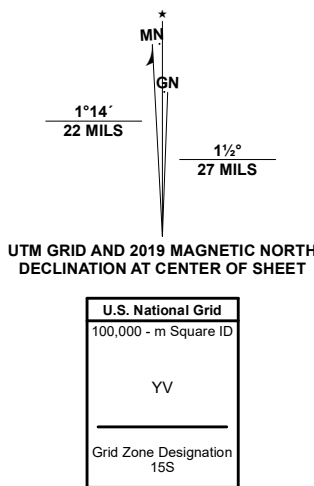 ★
MN
GN
1°14´
22 MILS
1½°
27 MILS
UTM GRID AND 2019 MAGNETIC NORTH
DECLINATION AT CENTER OF SHEET
U.S. National Grid
100,000 - m Square ID
YV
Grid Zone Designation
15S